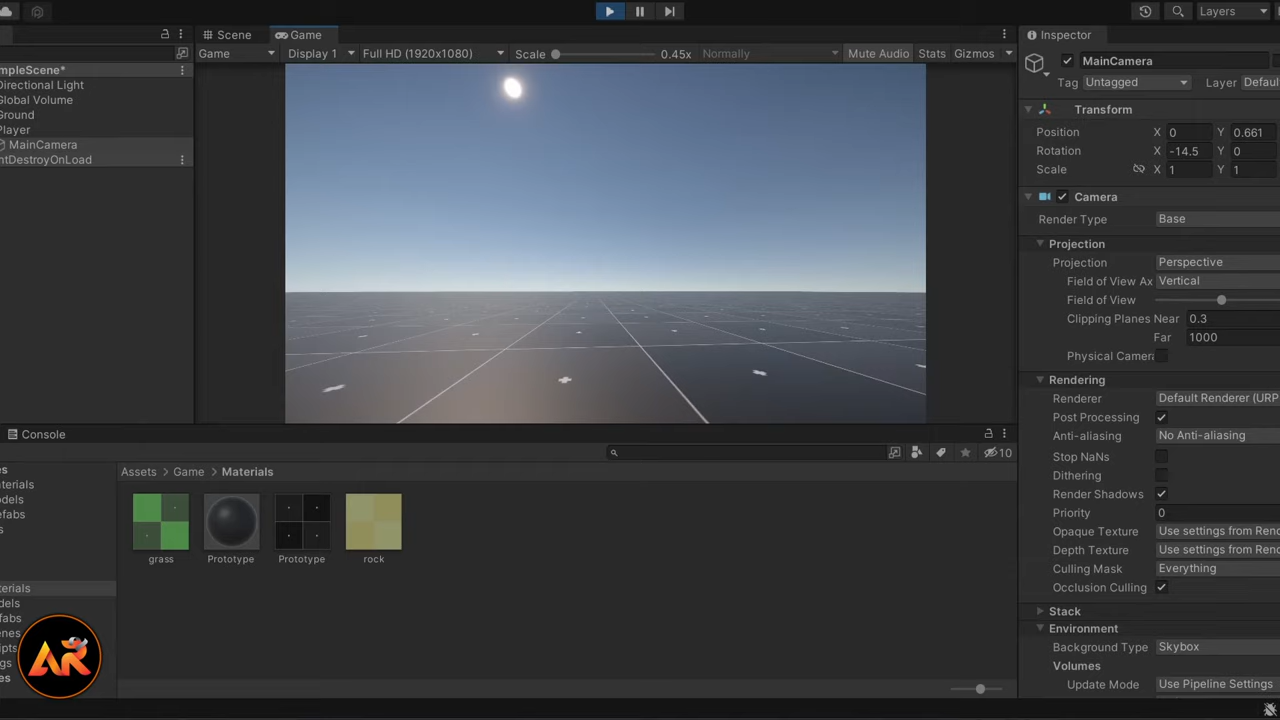 Layers
Scene
Game
Game
Display 1
Full HD (1920x1080)
Scale
0.45x
Normally
Mute Audio
Stats
Gizmos
mpleScene*
Directional Light
Global Volume
Ground
Player
MainCamera
ntDestroyOnLoad
Inspector
MainCamera
Tag
Untagged
Layer
Defaul
Transform
Position
X
0
Y
0.661
Rotation
X
-14.5
Y
0
Scale
X
1
Y
1
Camera
Render Type
Base
Projection
Projection
Perspective
Field of View Ax
Vertical
Field of View
Clipping Planes Near
0.3
Far
1000
Physical Camera
Rendering
Renderer
Default Renderer (URP
Post Processing
Anti-aliasing
No Anti-aliasing
Stop NaNs
Dithering
Render Shadows
Priority
0
Opaque Texture
Use settings from Rend
Depth Texture
Use settings from Rend
Culling Mask
Everything
Occlusion Culling
Stack
Environment
Background Type
Skybox
Volumes
Update Mode
Use Pipeline Settings
Console
10
es
aterials
odels
efabs
s
aterials
odels
fabs
enes
ipts
gs
es
Assets
Game
Materials
grass
Prototype
Prototype
rock
AR